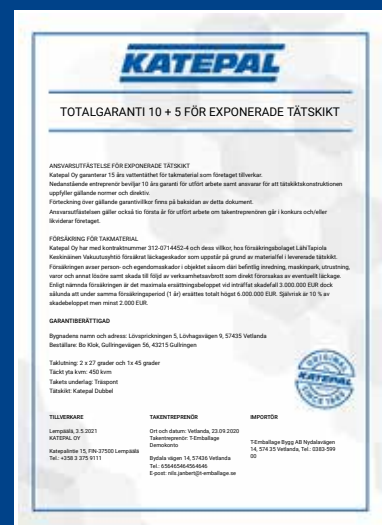 KATEPAL
TOTALGARANTI 10 + 5 FÖR EXPONERADE TÄTSKIKT
ANSVARSUTFÄSTELSE FÖR EXPONERADE TÄTSKIKT
Katepal Oy garanterar 15 års vattentäthet för takmaterial som företaget tillverkar.
Nedanstående entreprenör beviljar 10 års garanti för utfört arbete samt ansvarar för att tätskiktskonstruktionen
uppfyller gällande normer och direktiv.
Förteckning över gällande garantivillkor finns på baksidan av detta dokument.
Ansvarsutfästelsen gäller också tio första år för utfört arbete om takentreprenören går i konkurs och/eller
likviderar företaget.
FÖRSÄKRING FÖR TAKMATERIAL
Katepal Oy har med kontraktnummer 312-0714452-4 och dess villkor, hos försäkringsbolaget LähiTapiola
Keskinäinen Vakuutusyhtiö försäkrat läckageskador som uppstår på grund av materialfel i levererade tätskikt.
Försäkringen avser person- och egendomsskador i objektet såsom däri befintlig inredning, maskinpark, utrustning,
varor och annat lösöre samt skada till följd av verksamhetsavbrott som direkt förorsakas av eventuellt läckage.
Enligt nämnda försäkringen är det maximala ersättningsbeloppet vid inträffat skadefall 3.000.000 EUR dock
sålunda att under samma försäkringsperiod (1 år) ersättes totalt högst 6.000.000 EUR. Självrisk är 10 % av
skadebeloppet men minst 2.000 EUR.
GARANTIBERÄTTIGAD
Bygnadens namn och adress: Lövsprickningen 5, Lövhagsvägen 9, 57435 Vetlanda
Beställare: Bo Klok, Gullringevägen 56, 43215 Gullringen
Taklutning: 2 x 27 grader och 1x 45 grader
Täckt yta kvm: 450 kvm
Takets underlag: Träspont
Tätskikt: Katepal Dubbel
ORIGINAL
KATEPAL
SINCE 1949
TILLVERKARE
Lempäälä, 3.5.2021
KATEPAL OY
Katepalintie 15, FIN-37500 Lempäälä
Tel.: +358 3 375 9111
TAKENTREPRENÖR
Ort och datum: Vetlanda, 23.09.2020
Takentreprenör: T-Emballage
Demokonto
Bydala vägen 14, 57436 Vetlanda
Tel.: 656465464564646
E-post: nils.janbert@t-emballage.se
IMPORTÖR
T-Emballage Bygg AB Nydalavägen
14, 574 35 Vetlanda, Tel.: 0383-599
00